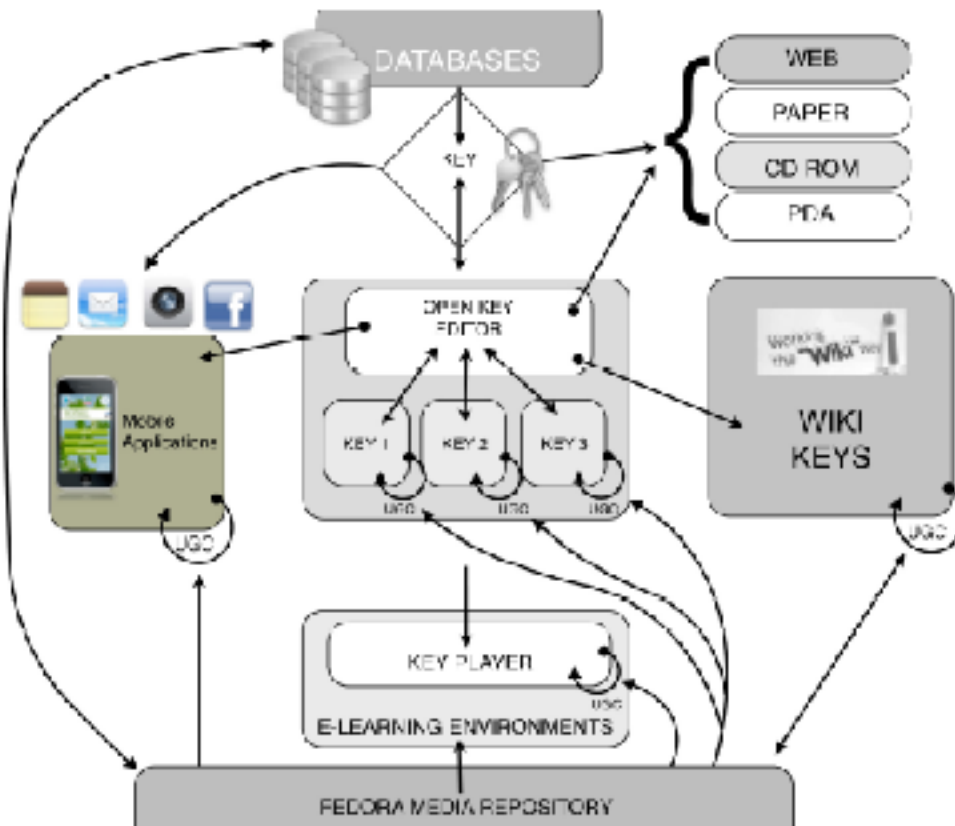 DATABASES
WEB
PAPER
CD ROM
PDA
KEY
OPEN KEY
EDITOR
KEY 1
KEY 2
KEY 3
UGC
UGC
UGC
Mobile
Applications
UGC
Wiki
WIKI
KEYS
UGC
KEY PLAYER
UGC
E-LEARNING ENVIRONMENTS
FEDORA MEDIA REPOSITORY